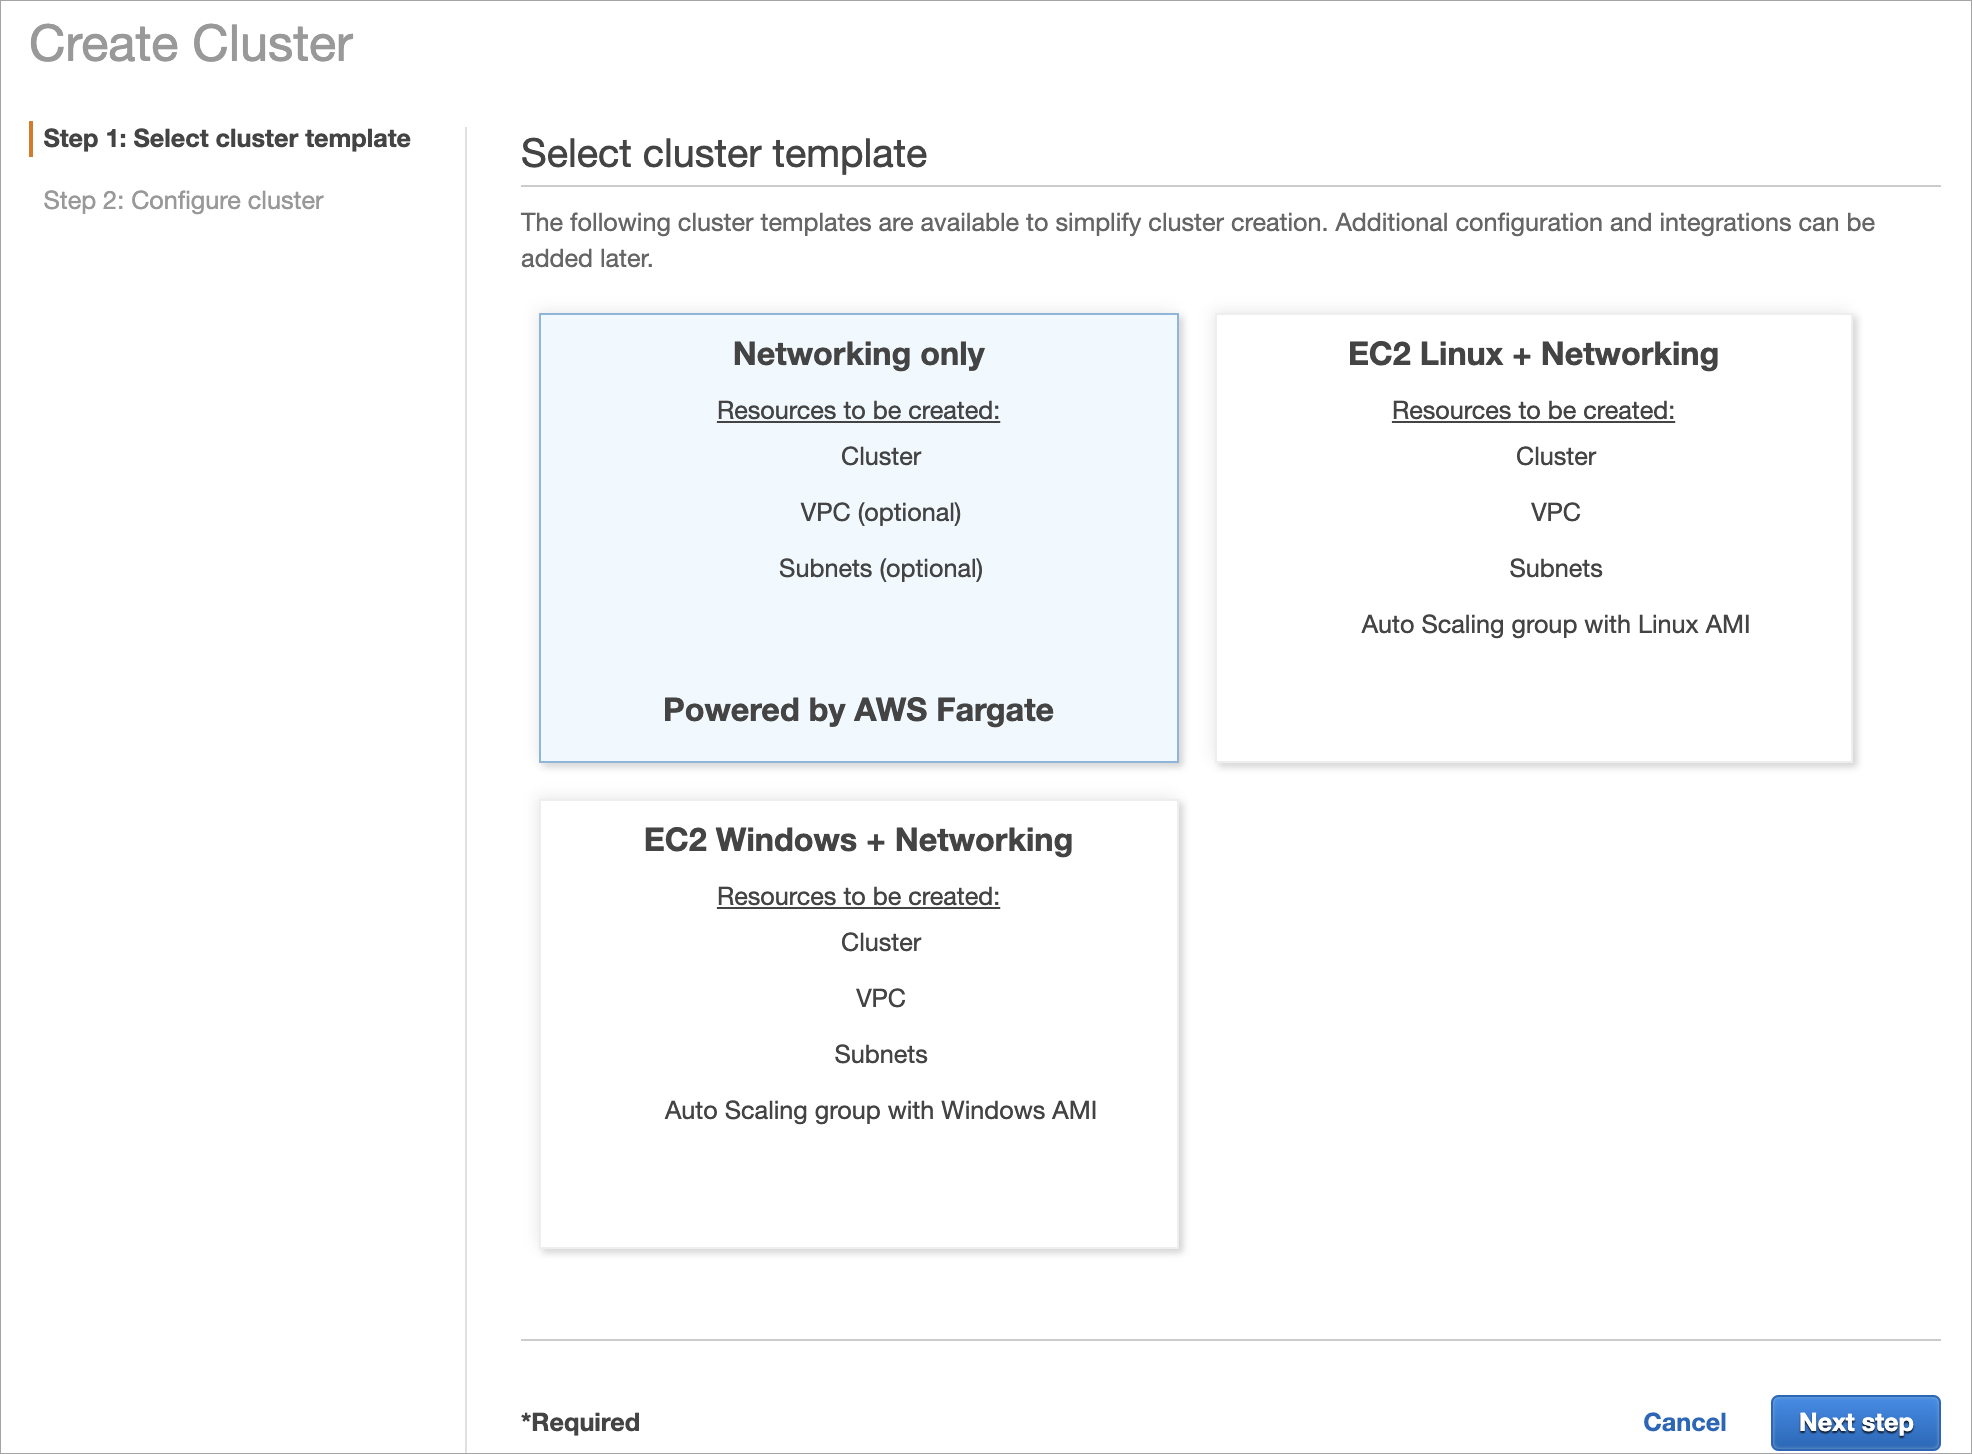 Create Cluster
Step 1: Select cluster template
Step 2: Configure cluster
Select cluster template
The following cluster templates are available to simplify cluster creation. Additional configuration and integrations can be
added later.
Networking only
Resources to be created:
Cluster
VPC (optional)
Subnets (optional)
Powered by AWS Fargate
EC2 Linux + Networking
Resources to be created:
Cluster
VPC
Subnets
Auto Scaling group with Linux AMI
EC2 Windows + Networking
Resources to be created:
Cluster
VPC
Subnets
Auto Scaling group with Windows AMI
*Required
Cancel
Next step